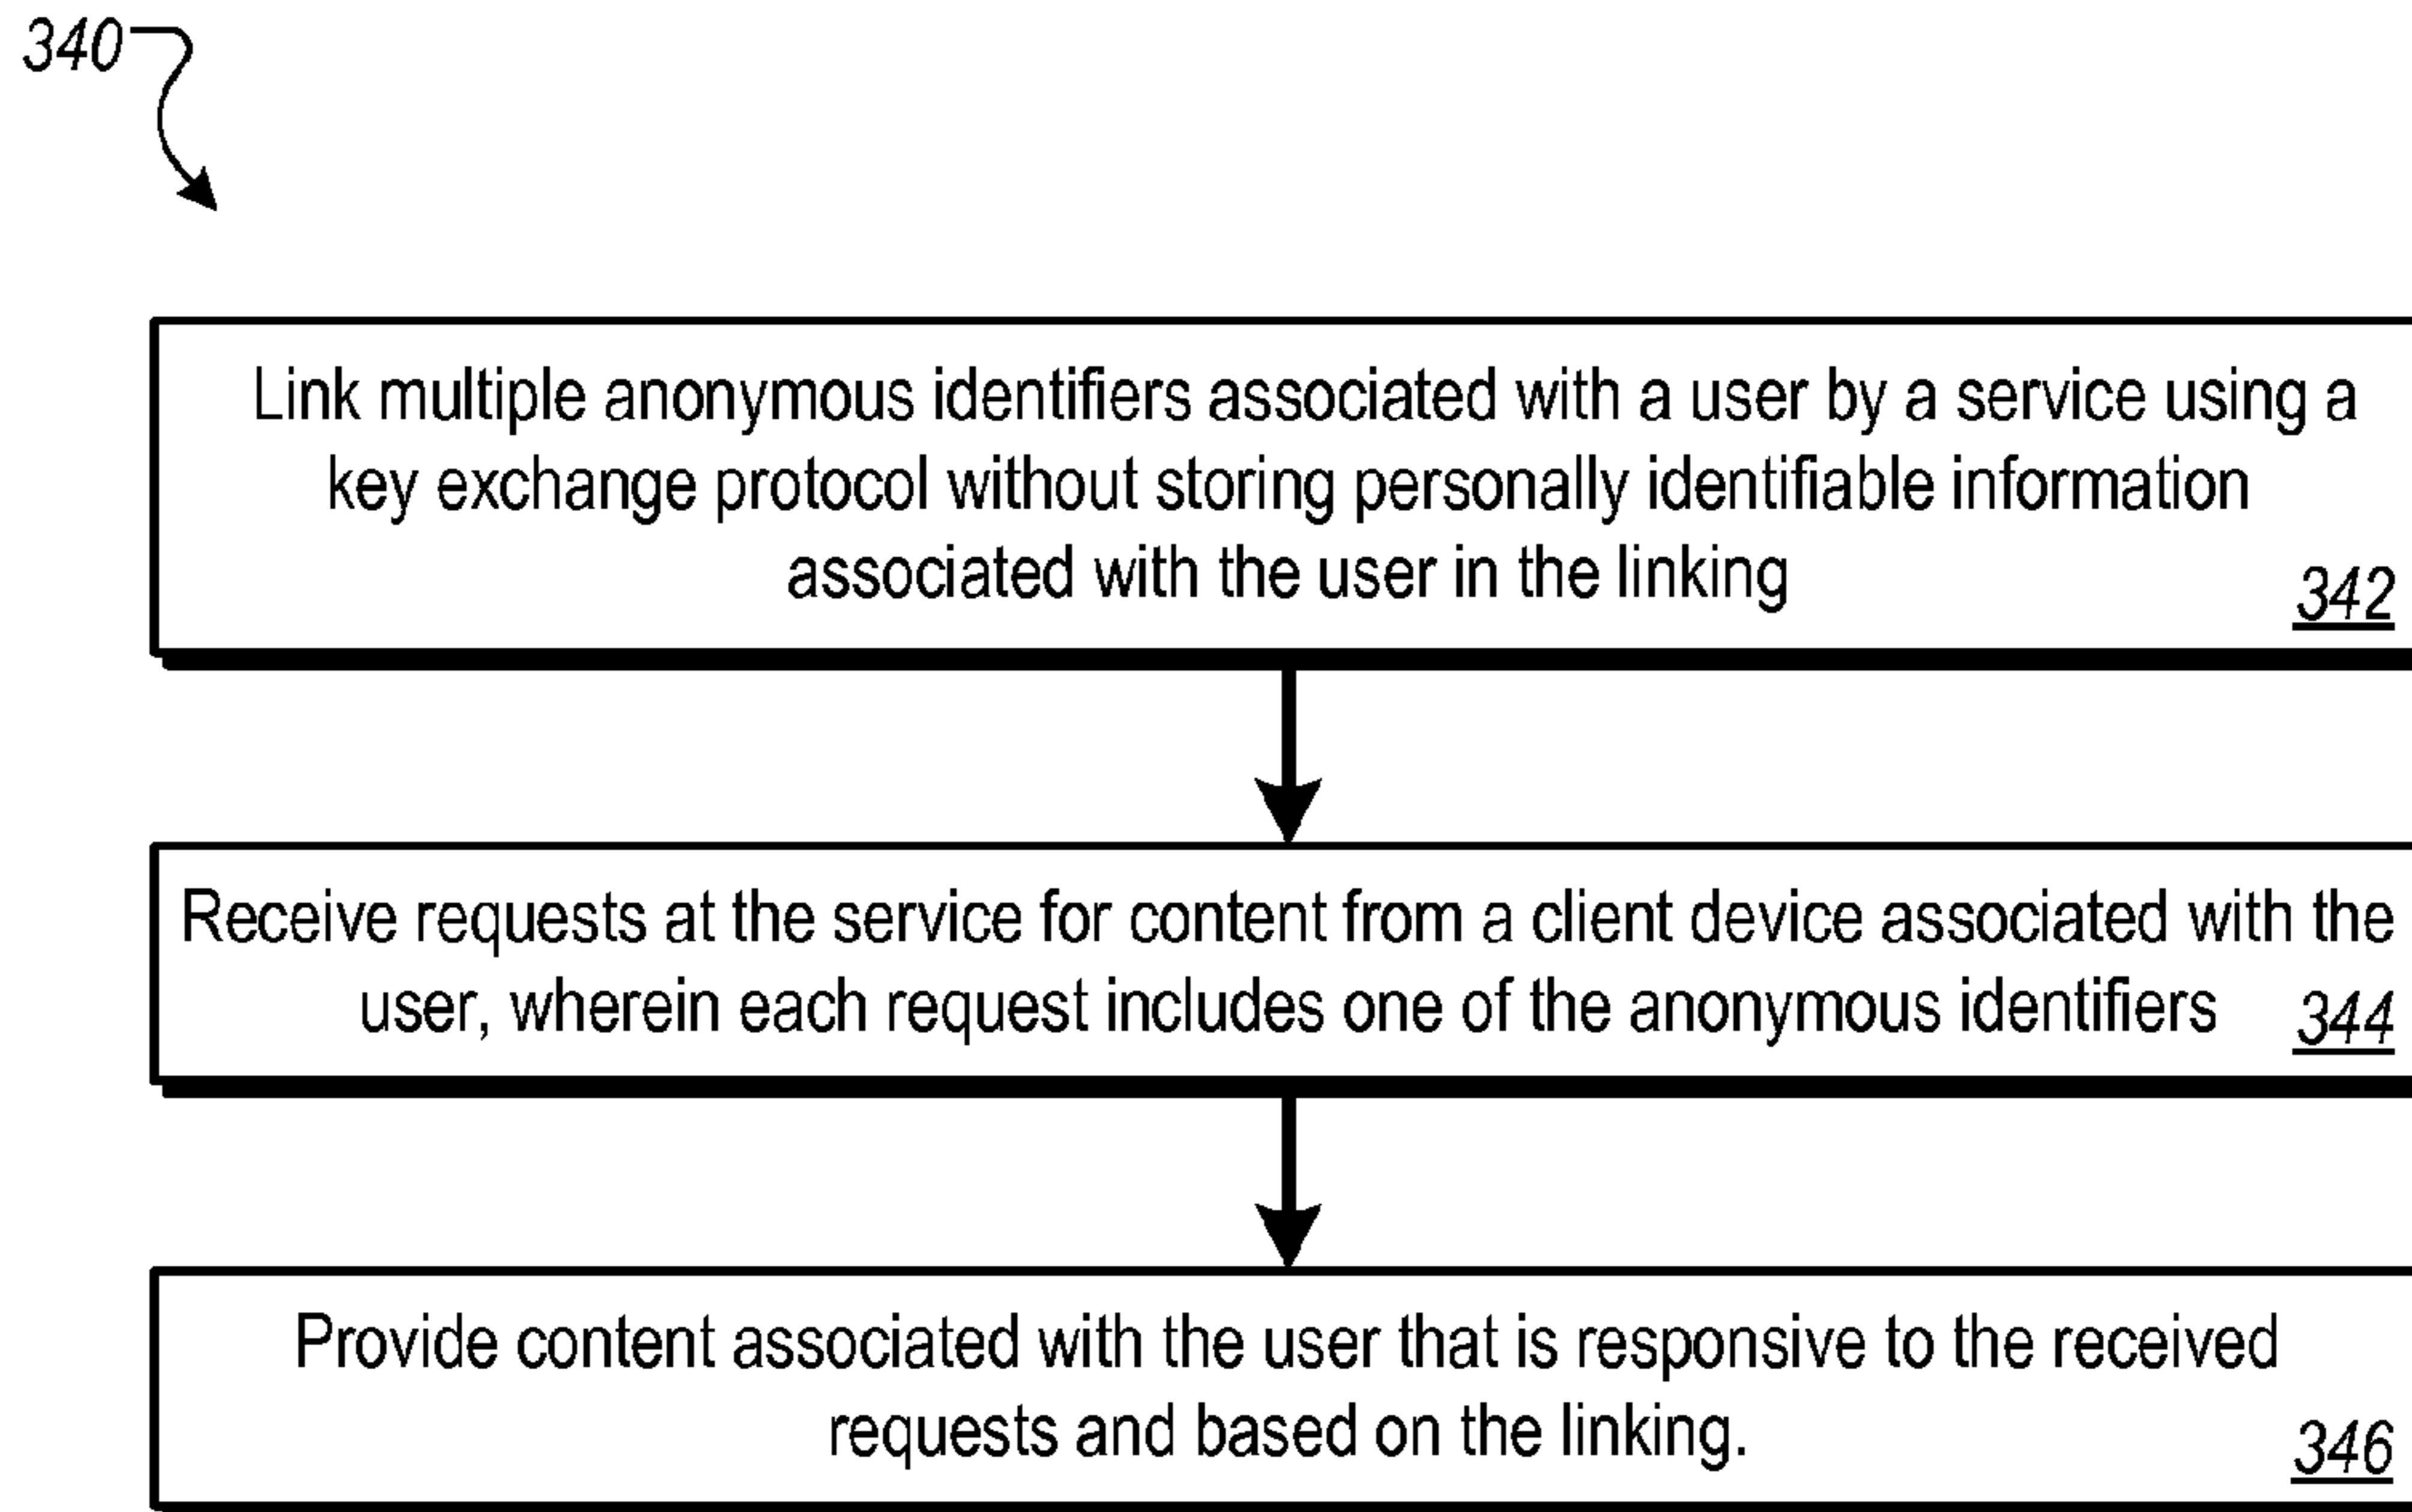 340
Link multiple anonymous identifiers associated with a user by a service using a
key exchange protocol without storing personally identifiable information
associated with the user in the linking
342
Receive requests at the service for content from a client device associated with the
user, wherein each request includes one of the anonymous identifiers 344
Provide content associated with the user that is responsive to the received
requests and based on the linking.
346